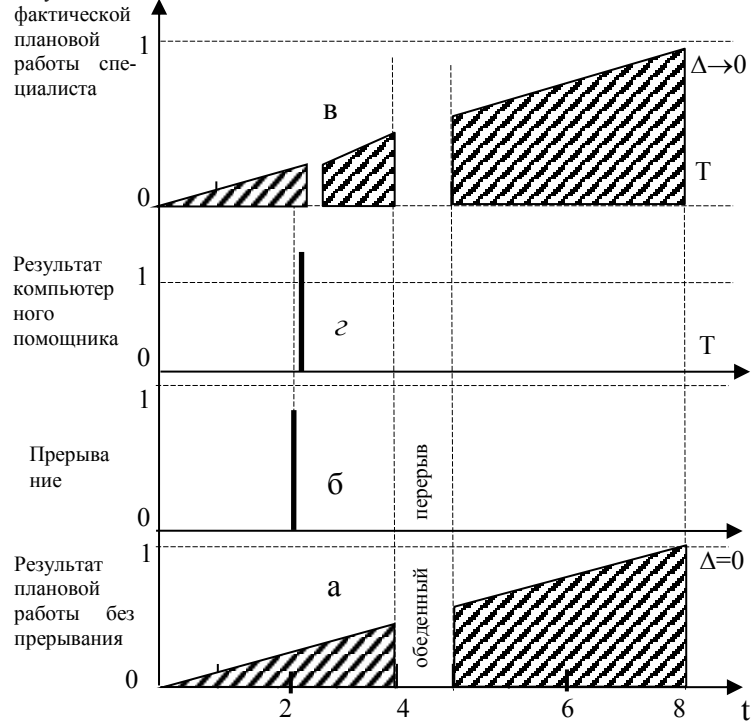 фактической
плановой
работы спе-
циалиста
1
0
в
Δ→0
T
Результат
компьютер
ного
помощника
1
0
г
T
Прерыва
ние
1
0
б
перерыв
Результат
плановой
работы без
прерывания
1
0
а
обеденный
Δ=0
2
4
6
8
t